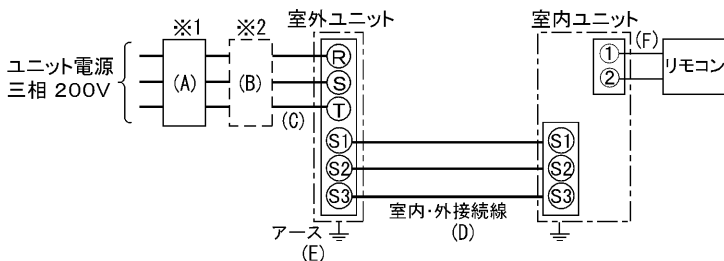 ※1
※2
室外ユニット
室内ユニット
ユニット電源
三相 200V
(A)
(B)
(C)
R
S
T
S1
S2
S3
アース
(E)
室内・外接続線
(D)
S1
S2
S3
①
②
(F)
リモコン